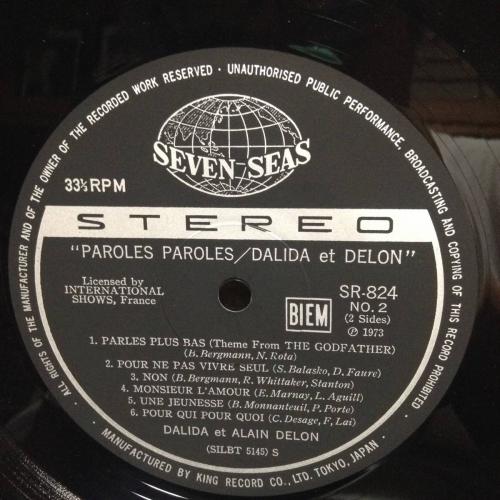 ALL RIGHTS OF THE MANUFACTURER AND OF THE OWNER OF THE RECORDED WORK RESERVED · UNAUTHORISED PUBLIC PERFORMANCE, BROADCASTING AND COPYING OF THIS RECORD PROHIBITED
SEVEN-SEAS
33⅓ RPM
STEREO
"PAROLES PAROLES/DALIDA et DELON"
Licensed by
INTERNATIONAL
SHOWS, France
BIEM
SR-824
NO. 2
(2 Sides)
Ⓟ 1973
1. PARLES PLUS BAS (Theme From THE GODFATHER)
(B. Bergmann, N. Rota)
2. POUR NE PAS VIVRE SEUL (S. Balasko, D. Faure)
3. NON (B. Bergmann, R. Whittaker, Stanton)
4. MONSIEUR L'AMOUR (E. Marnay, L. Aguill)
5. UNE JEUNESSE (B. Monnanteuil, P. Porte)
6. POUR QUI POUR QUOI (C. Desage, F. Lai)
DALIDA et ALAIN DELON
(SILBT 5145) S
· MANUFACTURED BY KING RECORD CO., LTD. TOKYO, JAPAN ·